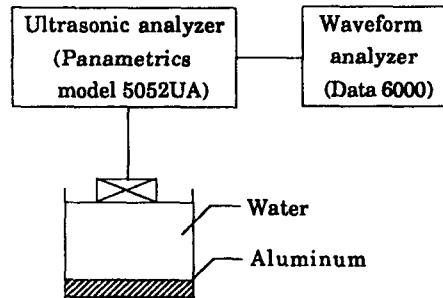 Ultrasonic analyzer
(Panametrics
model 5052UA)
Waveform
analyzer
(Data 6000)
Water
Aluminum